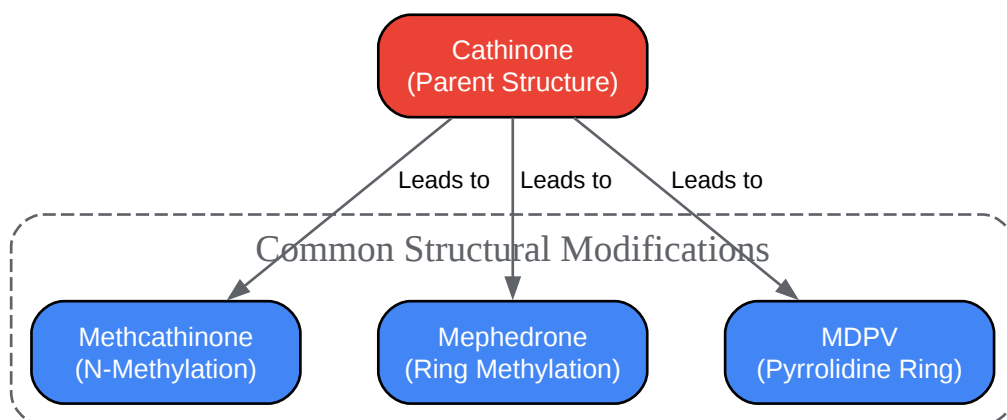 Cathinone
(Parent Structure)
Leads to
Leads to
Leads to
Common Structural Modifications
Methcathinone
(N-Methylation)
Mephedrone
(Ring Methylation)
MDPV
(Pyrrolidine Ring)